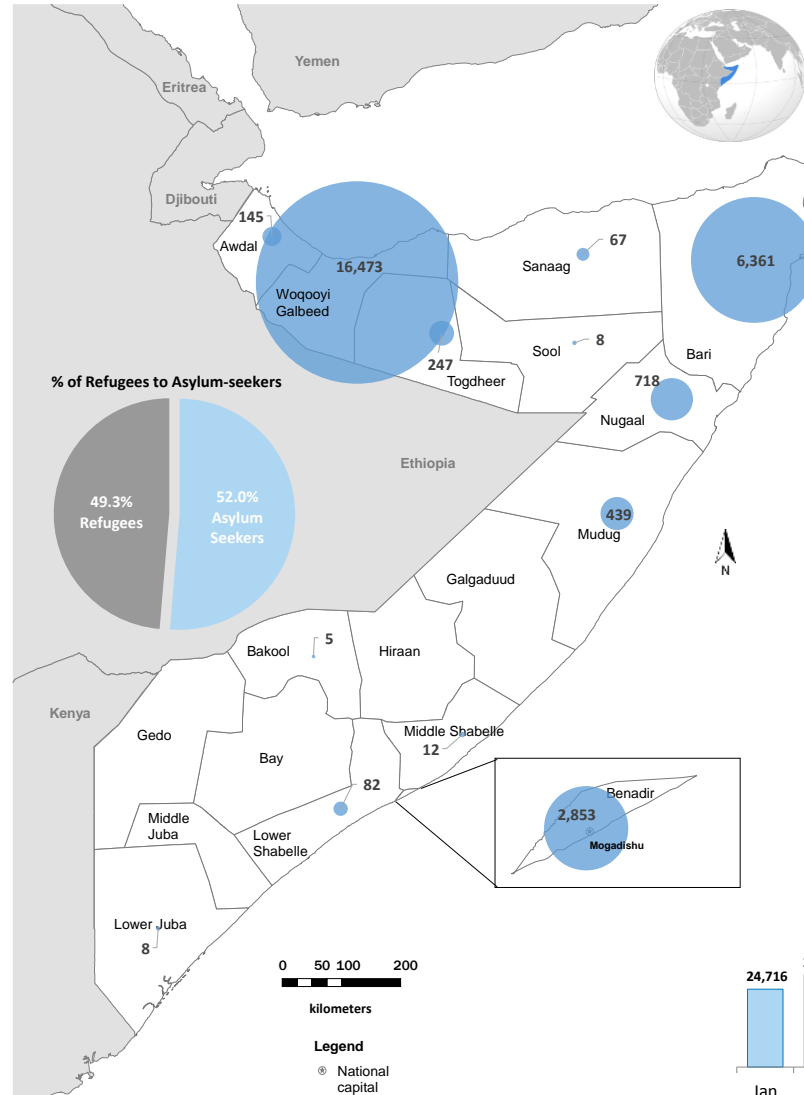 Yemen
Eritrea
Djibouti
145
Awdal
16,473
Woqooyi
Galbeed
67
Sanaag
6,361
Bari
8
Sool
247
Togdheer
718
Nugaal
% of Refugees to Asylum-seekers
49.3%
Refugees
52.0%
Asylum
Seekers
Ethiopia
439
Mudug
N
Galgaduud
5
Bakool
Hiraan
Kenya
Gedo
Bay
Middle Shabelle
12
82
Middle
Juba
Lower
Shabelle
Benadir
2,853
Mogadishu
Lower Juba
8
0 50 100 200
kilometers
Legend
National
capital
24,716
Jan